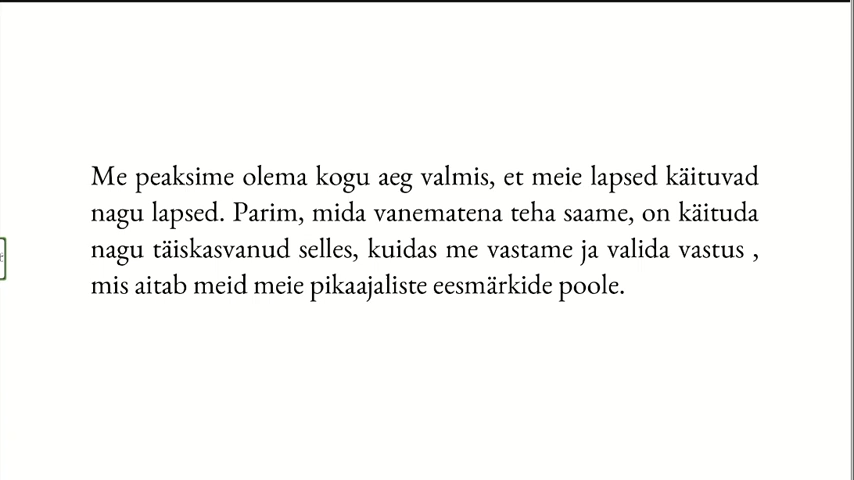 Me peaksime olema kogu aeg valmis, et meie lapsed käituvad
nagu lapsed. Parim, mida vanematena teha saame, on käituda
nagu täiskasvanud selles, kuidas me vastame ja valida vastus ,
mis aitab meid meie pikaajaliste eesmärkide poole.